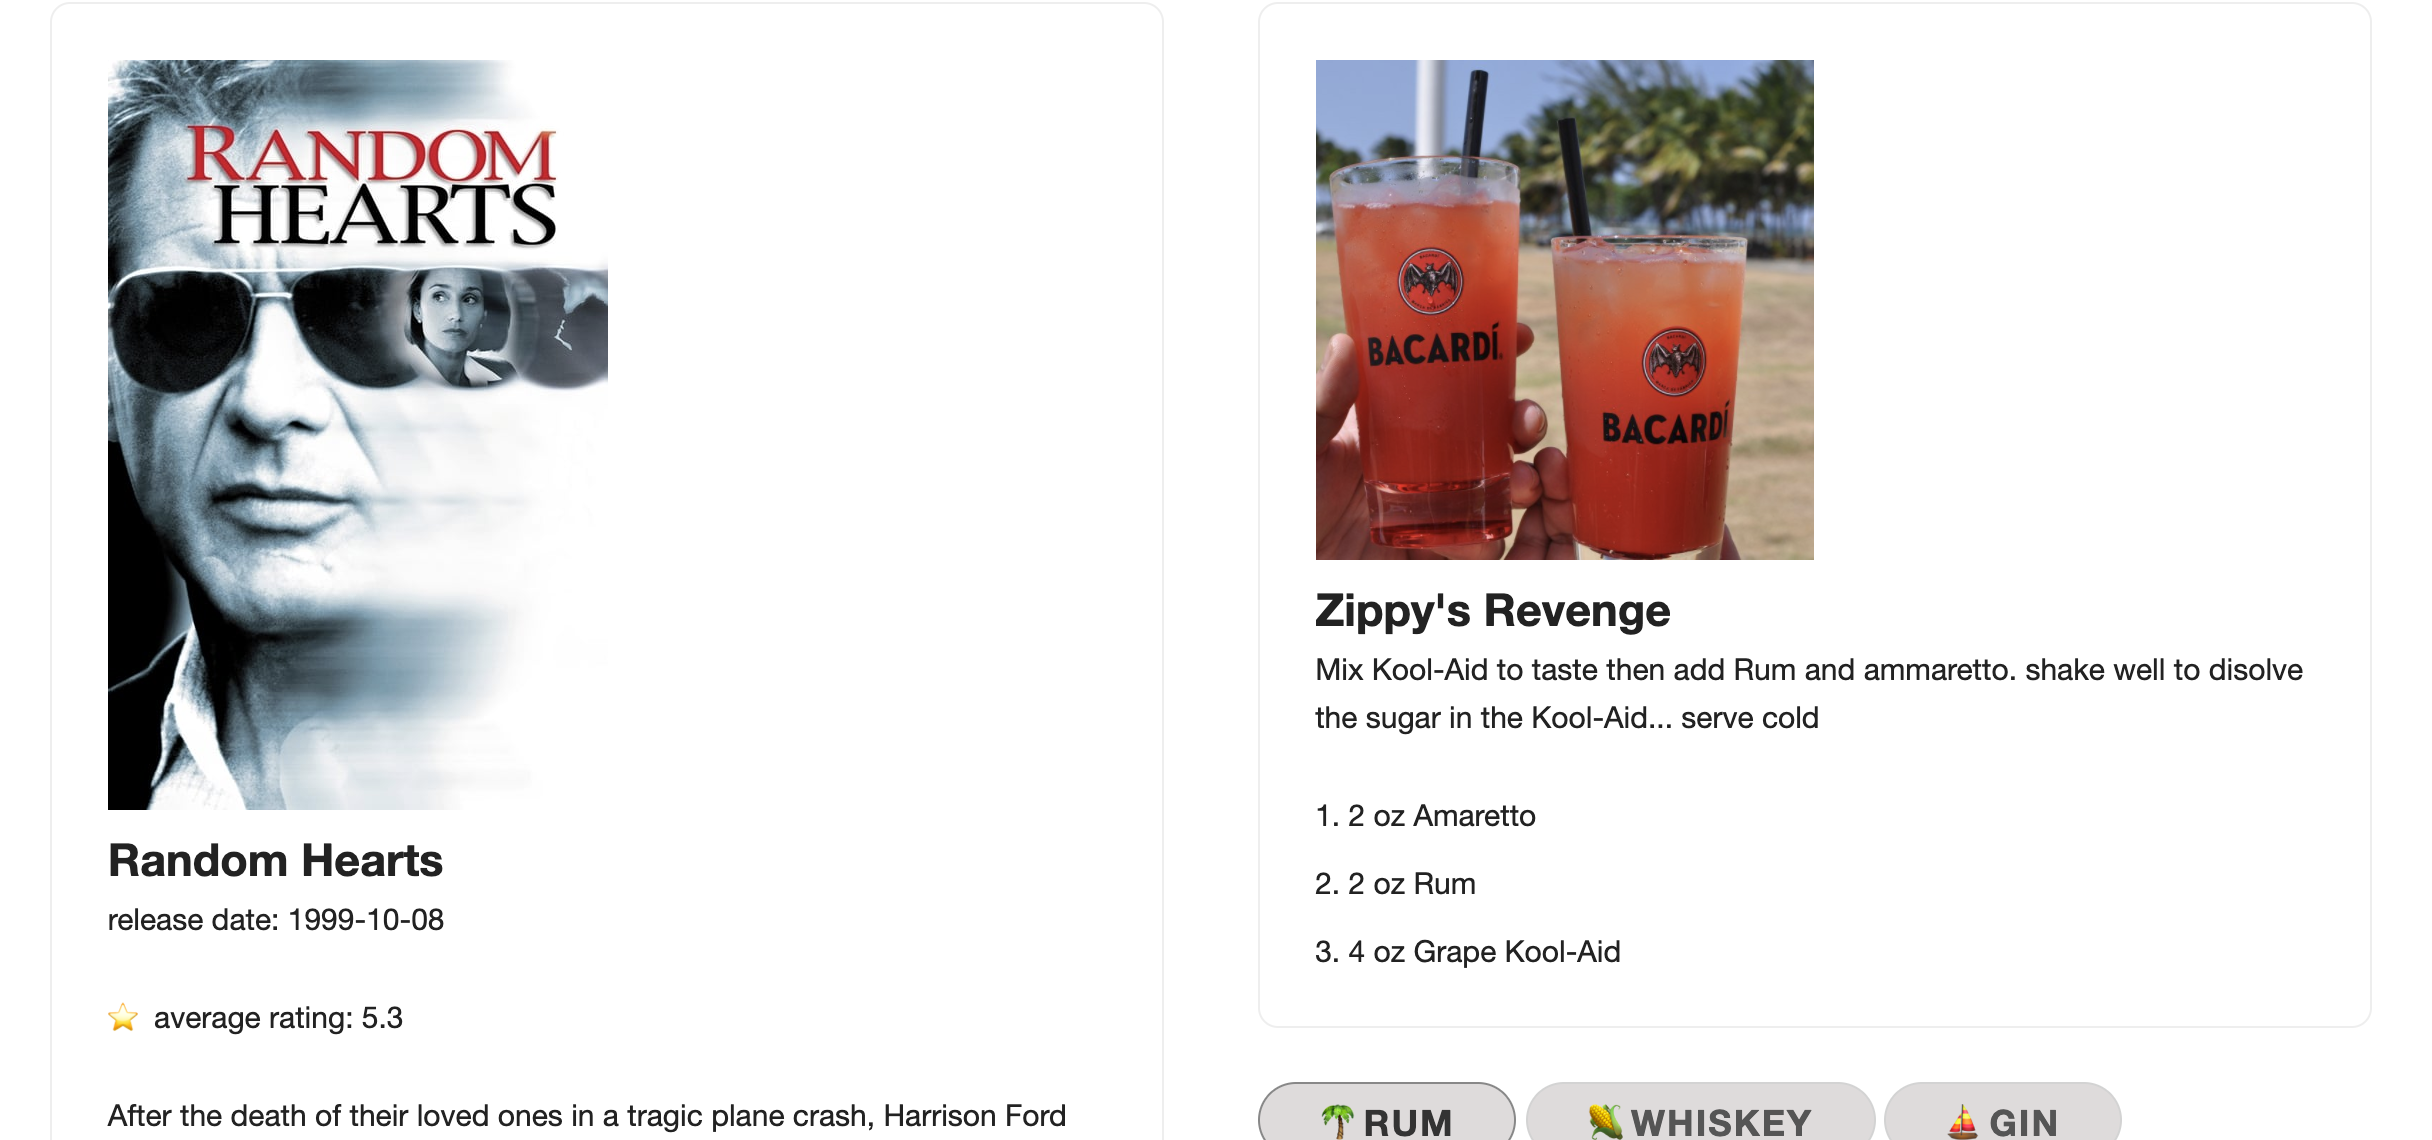 RANDOM
HEARTS
Random Hearts
release date: 1999-10-08
⭐ average rating: 5.3
After the death of their loved ones in a tragic plane crash, Harrison Ford
BACARDÍ.
BACARDÍ
Zippy's Revenge
Mix Kool-Aid to taste then add Rum and ammaretto. shake well to disolve
the sugar in the Kool-Aid... serve cold
1. 2 oz Amaretto
2. 2 oz Rum
3. 4 oz Grape Kool-Aid
🌴RUM
🌽WHISKEY
⛵GIN